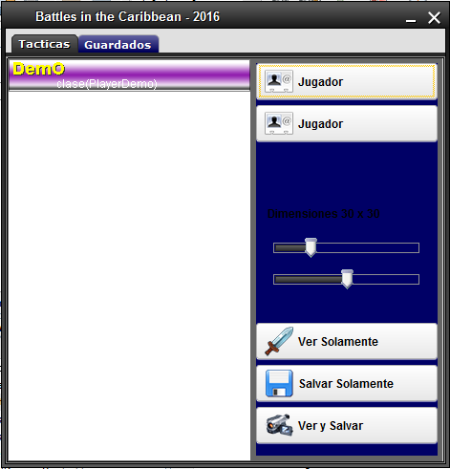 Battles in the Caribbean - 2016
Tacticas
Guardados
DemO
clase(PlayerDemo)
Jugador
Jugador
Dimensiones 30 x 30
Ver Solamente
Salvar Solamente
Ver y Salvar